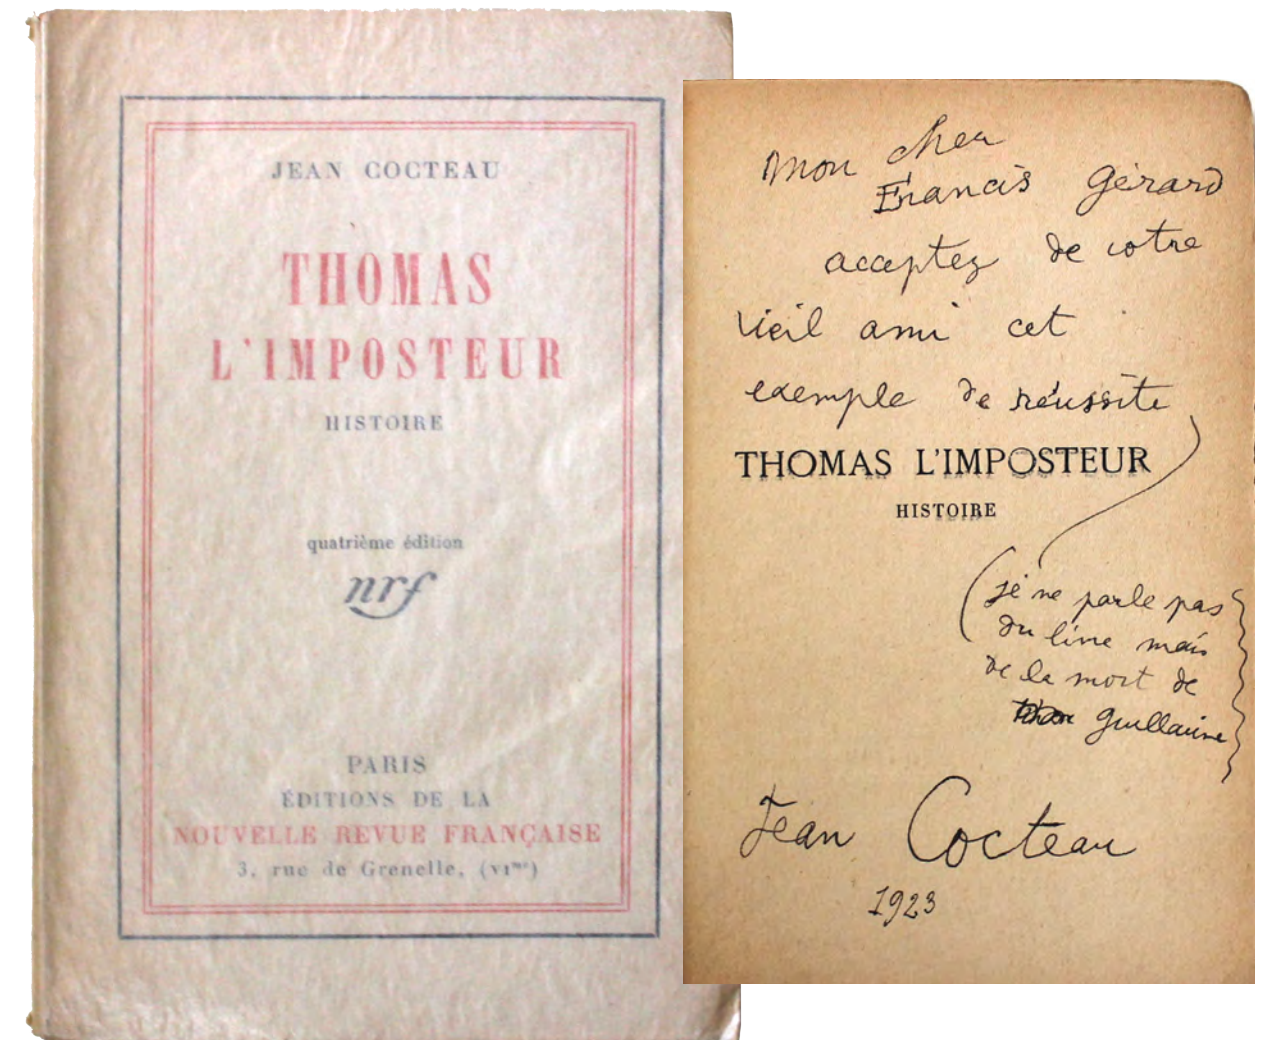 JEAN COCTEAU
THOMAS
L'IMPOSTEUR
HISTOIRE
quatrième édition
nrf
PARIS
ÉDITIONS DE LA
NOUVELLE REVUE FRANÇAISE
3, rue de Grenelle, (VIme)
Mon cher
Francis Gérard
acceptez de votre
vieil ami cet
exemple de réussite
THOMAS L'IMPOSTEUR
HISTOIRE
(je ne parle pas
du livre mais
de la mort de
Guillaume
Jean Cocteau
1923